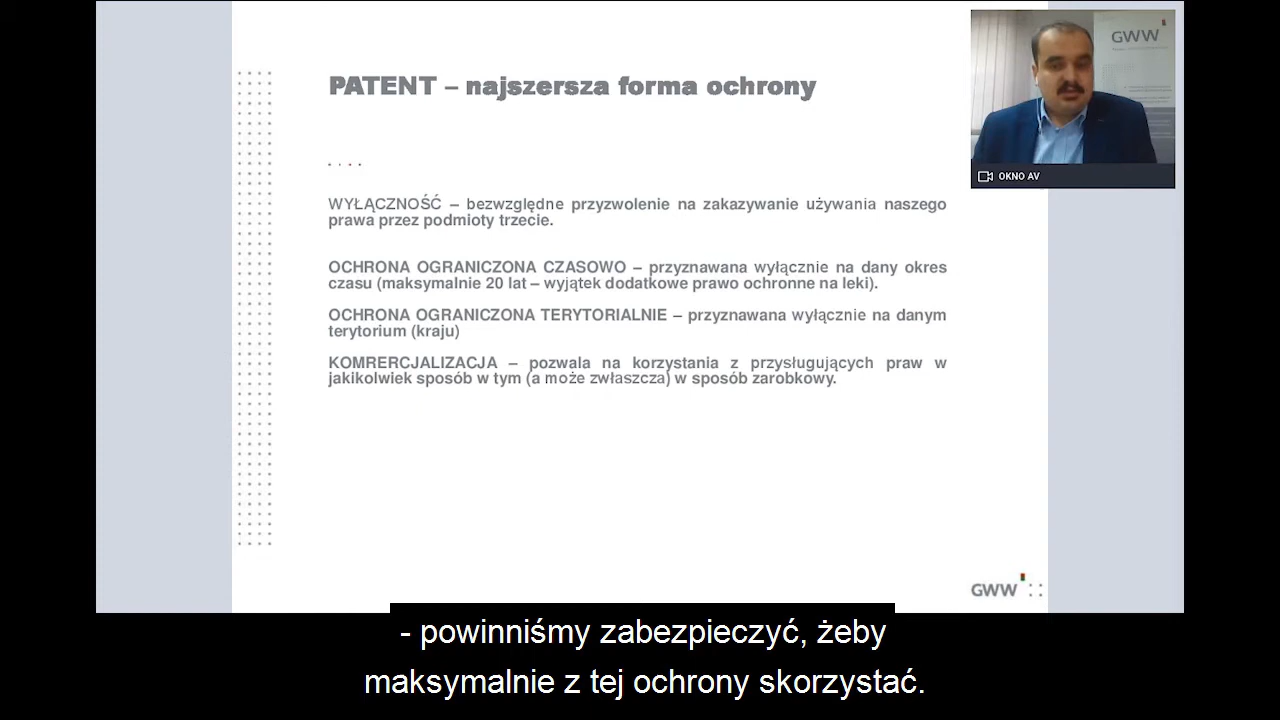 PATENT – najszersza forma ochrony
GWW
OKNO AV
WYŁĄCZNOŚĆ – bezwzględne przyzwolenie na zakazywanie używania naszego
prawa przez podmioty trzecie.
OCHRONA OGRANICZONA CZASOWO – przyznawana wyłącznie na dany okres
czasu (maksymalnie 20 lat – wyjątek dodatkowe prawo ochronne na leki).
OCHRONA OGRANICZONA TERYTORIALNIE – przyznawana wyłącznie na danym
terytorium (kraju)
KOMRERCJALIZACJA – pozwala na korzystania z przysługujących praw w
jakikolwiek sposób w tym (a może zwłaszcza) w sposób zarobkowy.
GWW
- powinniśmy zabezpieczyć, żeby
maksymalnie z tej ochrony skorzystać.